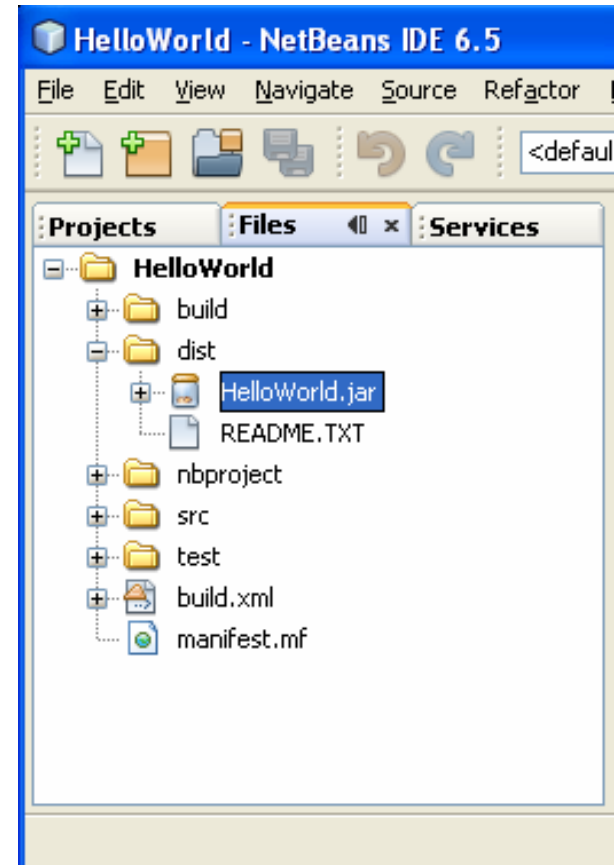 HelloWorld - NetBeans IDE 6.5
File Edit View Navigate Source Refactor
<defaul
Projects Files Services
HelloWorld
build
dist
HelloWorld.jar
README.TXT
nbproject
src
test
build.xml
manifest.mf